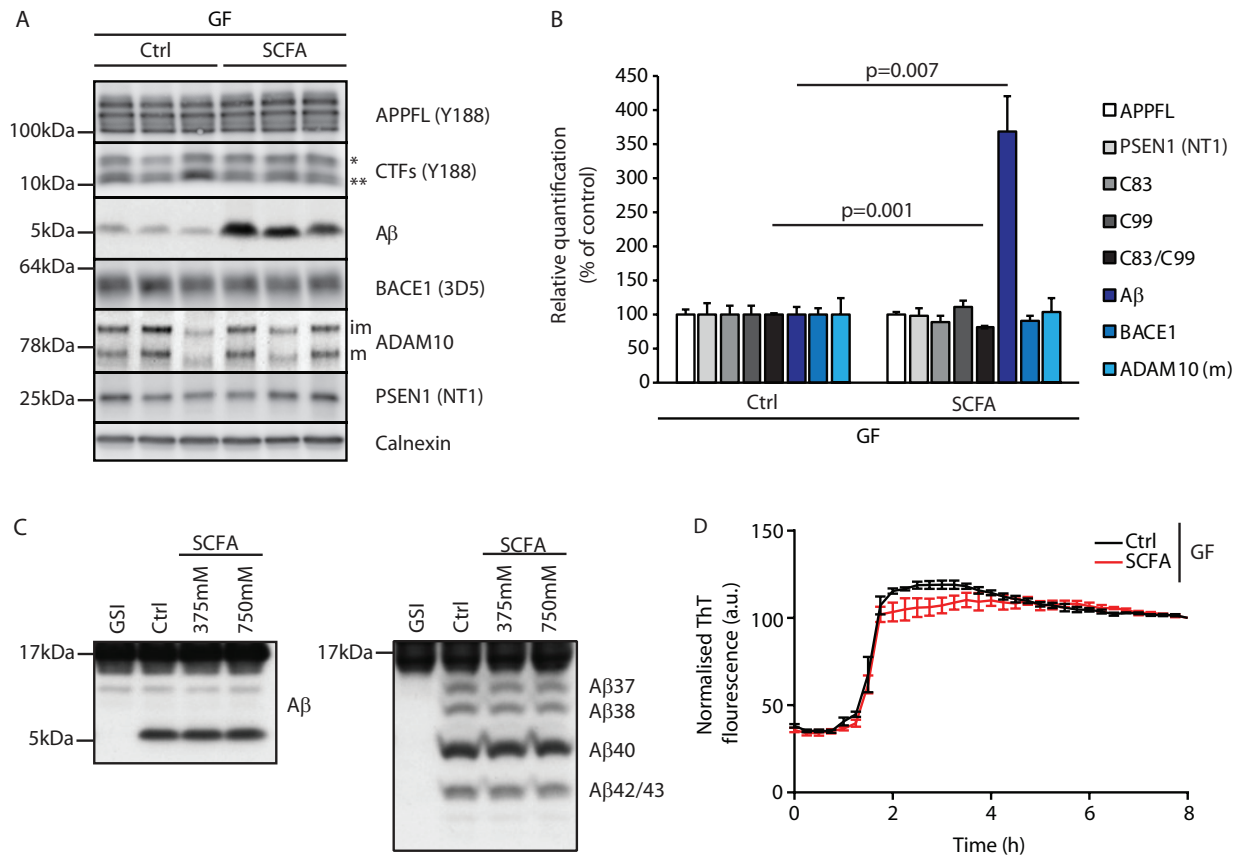 A
GF
Ctrl SCFA
100kDa
APPFL (Y188)
10kDa
CTFs (Y188)
*
**
5kDa
Aβ
64kDa
BACE1 (3D5)
78kDa
im
m
ADAM10
25kDa
PSEN1 (NT1)
Calnexin
B
Relative quantification
(% of control)
450
400
350
300
250
200
150
100
50
0
p=0.007
p=0.001
Ctrl SCFA
GF
APPFL
PSEN1 (NT1)
C83
C99
C83/C99
Aβ
BACE1
ADAM10 (m)
C
SCFA
GSI Ctrl 375mM 750mM
17kDa
5kDa
Aβ
SCFA
GSI Ctrl 375mM 750mM
17kDa
Aβ37
Aβ38
Aβ40
Aβ42/43
D
Normalised ThT
flourescence (a.u.)
150
100
50
0
0 2 4 6 8
Time (h)
Ctrl
SCFA
GF